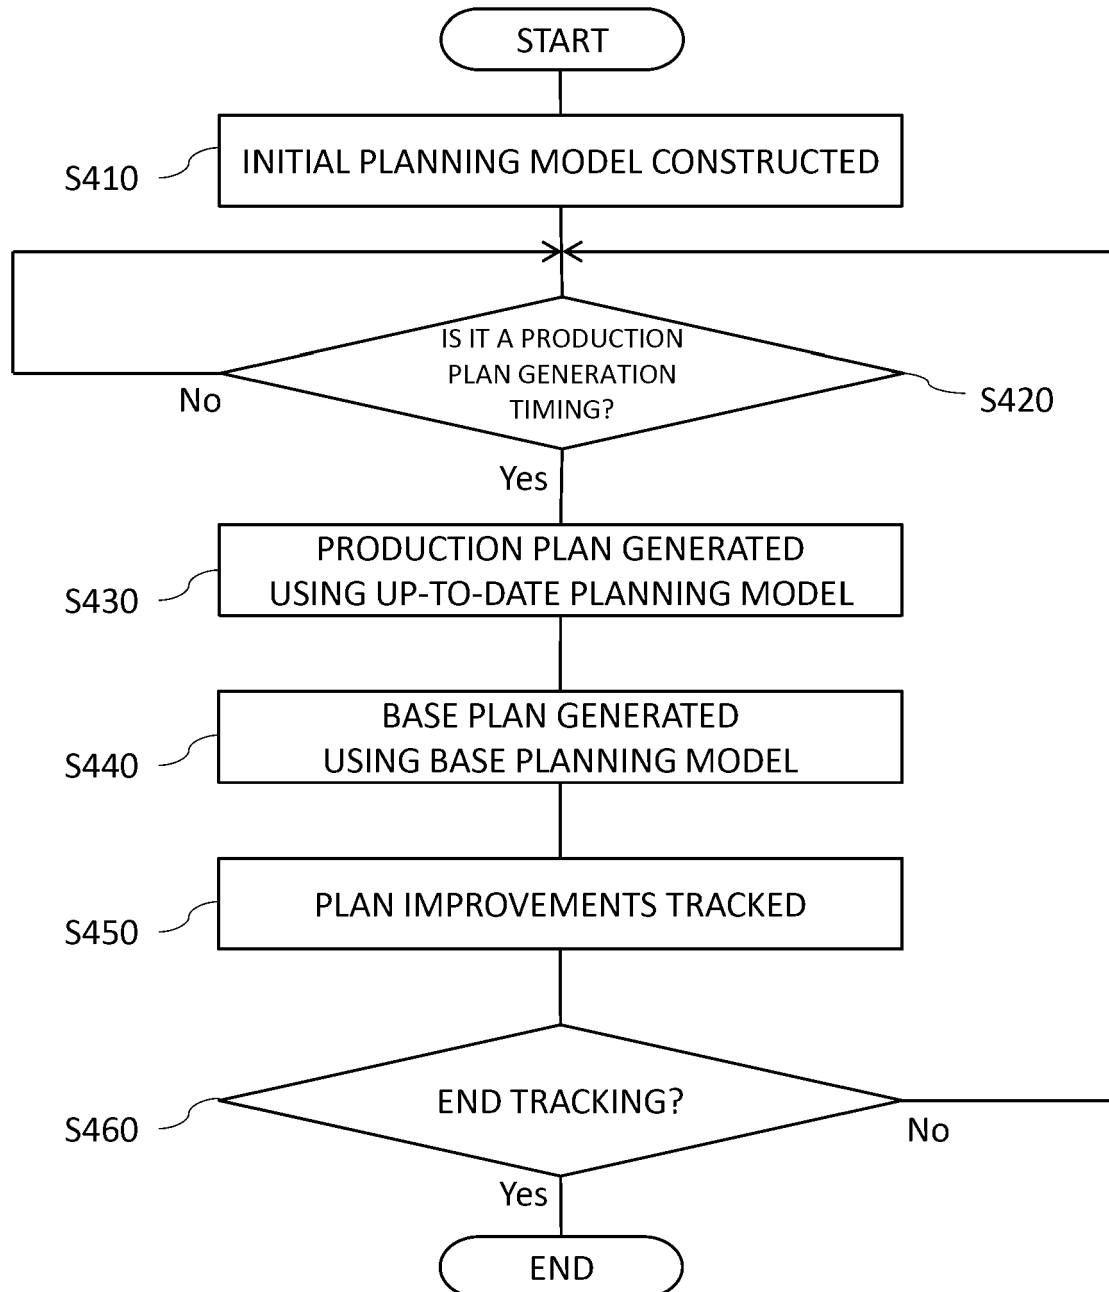 START
INITIAL PLANNING MODEL CONSTRUCTED
S410
IS IT A PRODUCTION
PLAN GENERATION
TIMING?
No
S420
Yes
PRODUCTION PLAN GENERATED
USING UP-TO-DATE PLANNING MODEL
S430
BASE PLAN GENERATED
USING BASE PLANNING MODEL
S440
PLAN IMPROVEMENTS TRACKED
S450
END TRACKING?
S460
No
Yes
END